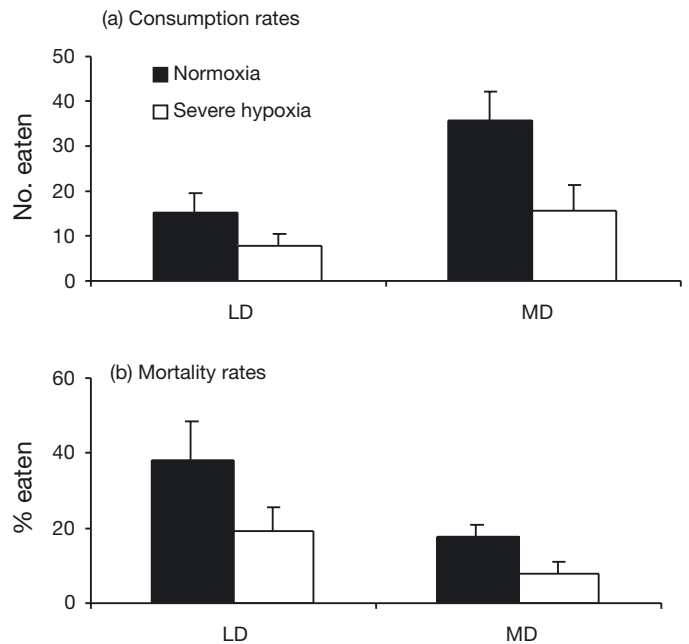 (a) Consumption rates
50
Normoxia
40
Severe hypoxia
30
No. eaten
20
10
0
LD MD
(b) Mortality rates
60
40
% eaten
20
0
LD MD